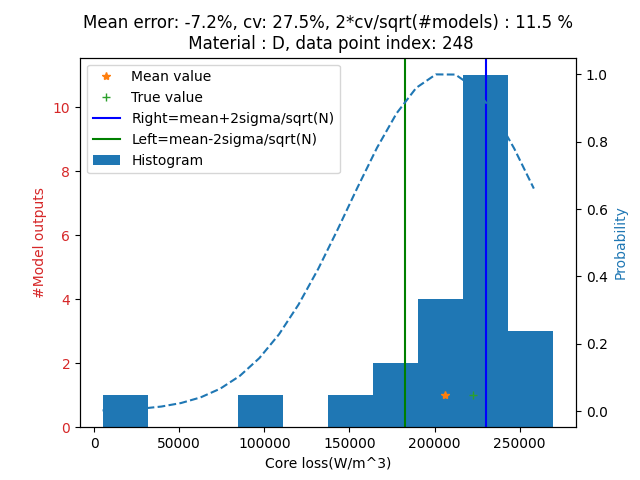 Mean error: -7.2%, cv: 27.5%, 2*cv/sqrt(#models) : 11.5 %
Material : D, data point index: 248
Mean value
True value
Right=mean+2sigma/sqrt(N)
Left=mean-2sigma/sqrt(N)
Histogram
#Model outputs
10
8
6
4
2
0
1.0
0.8
0.6
0.4
0.2
0.0
Probability
0 50000 100000 150000 200000 250000
Core loss(W/m^3)